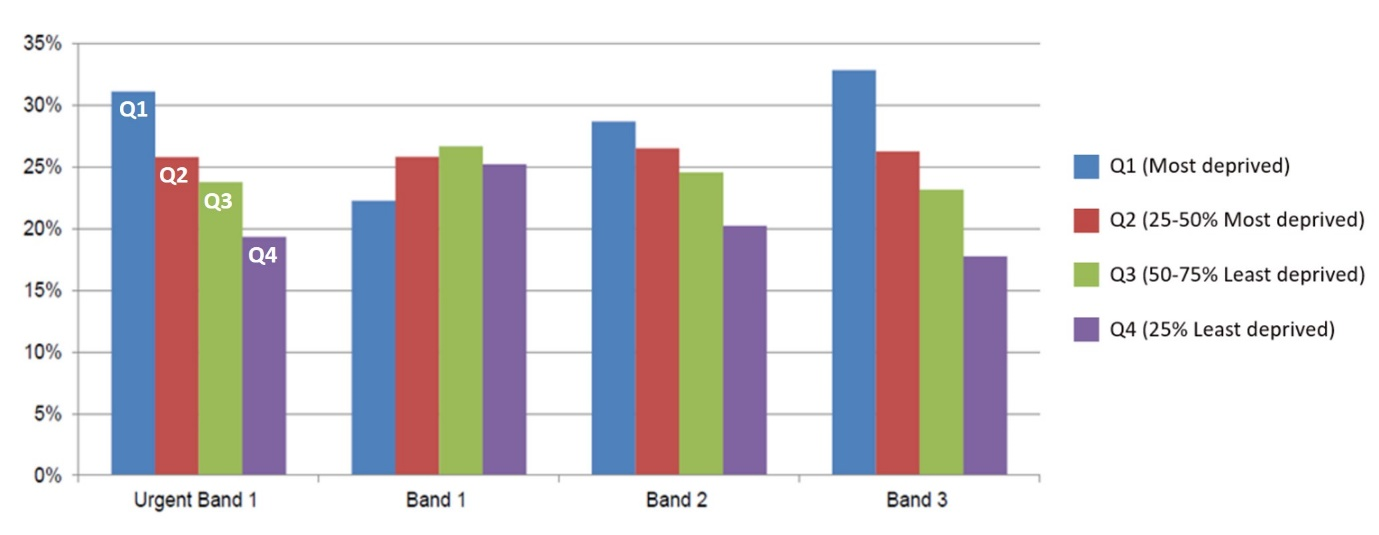 35%
30%
25%
20%
15%
10%
5%
0%
Q1
Q2
Q3
Q4
Urgent Band 1
Band 1
Band 2
Band 3
Q1 (Most deprived)
Q2 (25-50% Most deprived)
Q3 (50-75% Least deprived)
Q4 (25% Least deprived)